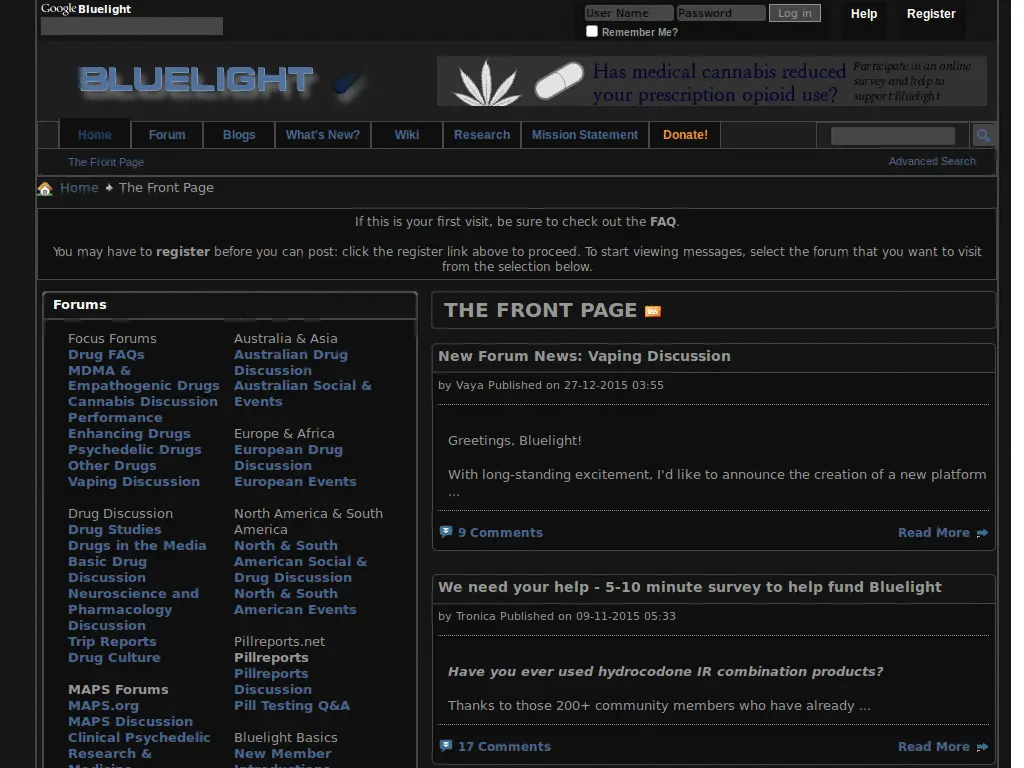 Google Bluelight
User Name Password Log in
Remember Me?
Help Register
BLUELIGHT
Has medical cannabis reduced
your prescription opioid use?
Participate in an online
survey and help to
support Bluelight
Home Forum Blogs What's New? Wiki Research Mission Statement Donate!
The Front Page
Advanced Search
Home The Front Page
If this is your first visit, be sure to check out the FAQ.
You may have to register before you can post: click the register link above to proceed. To start viewing messages, select the forum that you want to visit
from the selection below.
Forums
Focus Forums
Drug FAQs
MDMA &
Empathogenic Drugs
Cannabis Discussion
Performance
Enhancing Drugs
Psychedelic Drugs
Other Drugs
Vaping Discussion
Drug Discussion
Drug Studies
Drugs in the Media
Basic Drug
Discussion
Neuroscience and
Pharmacology
Discussion
Trip Reports
Drug Culture
MAPS Forums
MAPS.org
MAPS Discussion
Clinical Psychedelic
Research &
Medicine
Australia & Asia
Australian Drug
Discussion
Australian Social &
Events
Europe & Africa
European Drug
Discussion
European Events
North America & South
America
North & South
American Social &
Drug Discussion
North & South
American Events
Pillreports.net
Pillreports
Pillreports
Discussion
Pill Testing Q&A
Bluelight Basics
New Member
Introductions
THE FRONT PAGE
New Forum News: Vaping Discussion
by Vaya Published on 27-12-2015 03:55
Greetings, Bluelight!
With long-standing excitement, I'd like to announce the creation of a new platform
...
9 Comments
Read More
We need your help - 5-10 minute survey to help fund Bluelight
by Tronica Published on 09-11-2015 05:33
Have you ever used hydrocodone IR combination products?
Thanks to those 200+ community members who have already ...
17 Comments
Read More